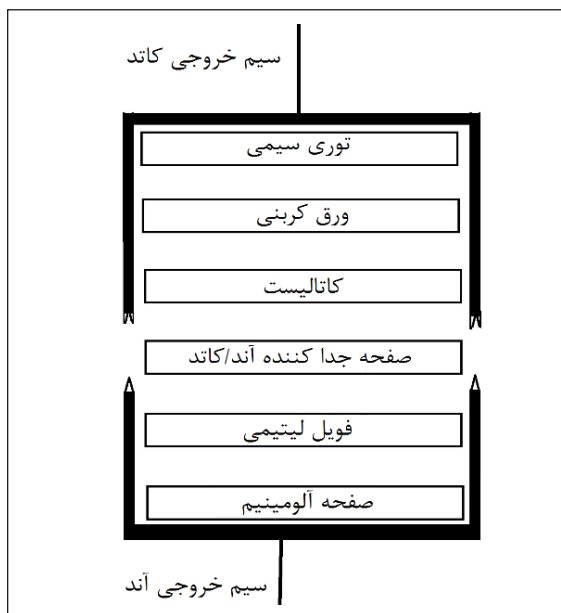 سیم خروجی کاتد
توری سیمی
ورق کربنی
کاتالیست
صفحه جدا کننده آند/کاتد
فویل لیتیمی
صفحه آلومینیم
سیم خروجی آند